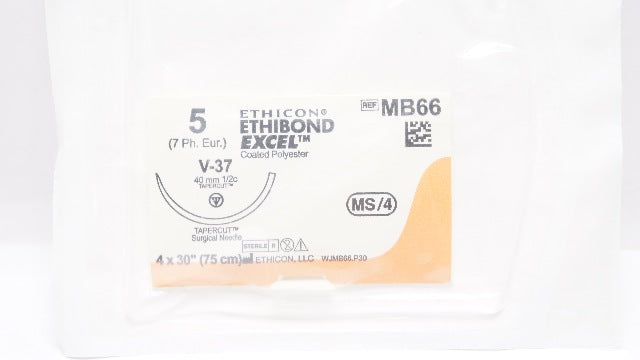 5
(7 Ph. Eur.)
ETHICON®
ETHIBOND
EXCEL™
Coated Polyester
REF MB66
V-37
40 mm 1/2c
TAPERCUT™
MS/4
TAPERCUT™
Surgical Needle
STERILE R
4 x 30" (75 cm) ETHICON, LLC WJMB66.P30